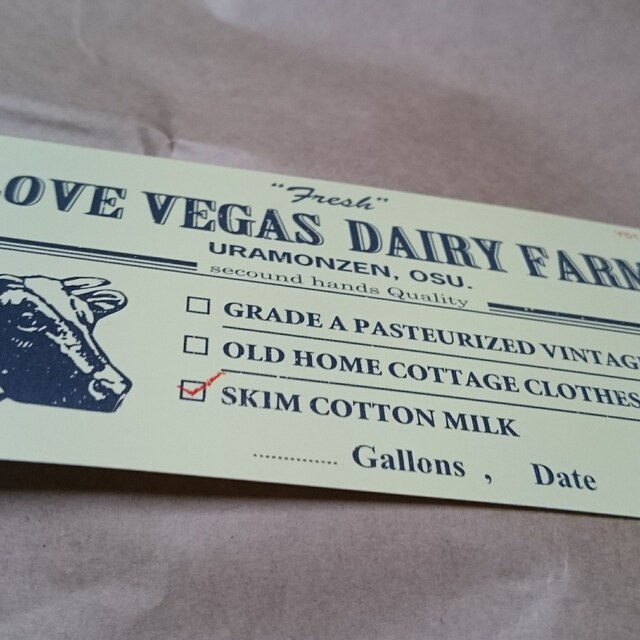 "Fresh"
LOVE VEGAS DAIRY FARM
URAMONZEN, OSU.
secound hands Quality
GRADE A PASTEURIZED VINTAG
OLD HOME COTTAGE CLOTHES
SKIM COTTON MILK
.............. Gallons , Date